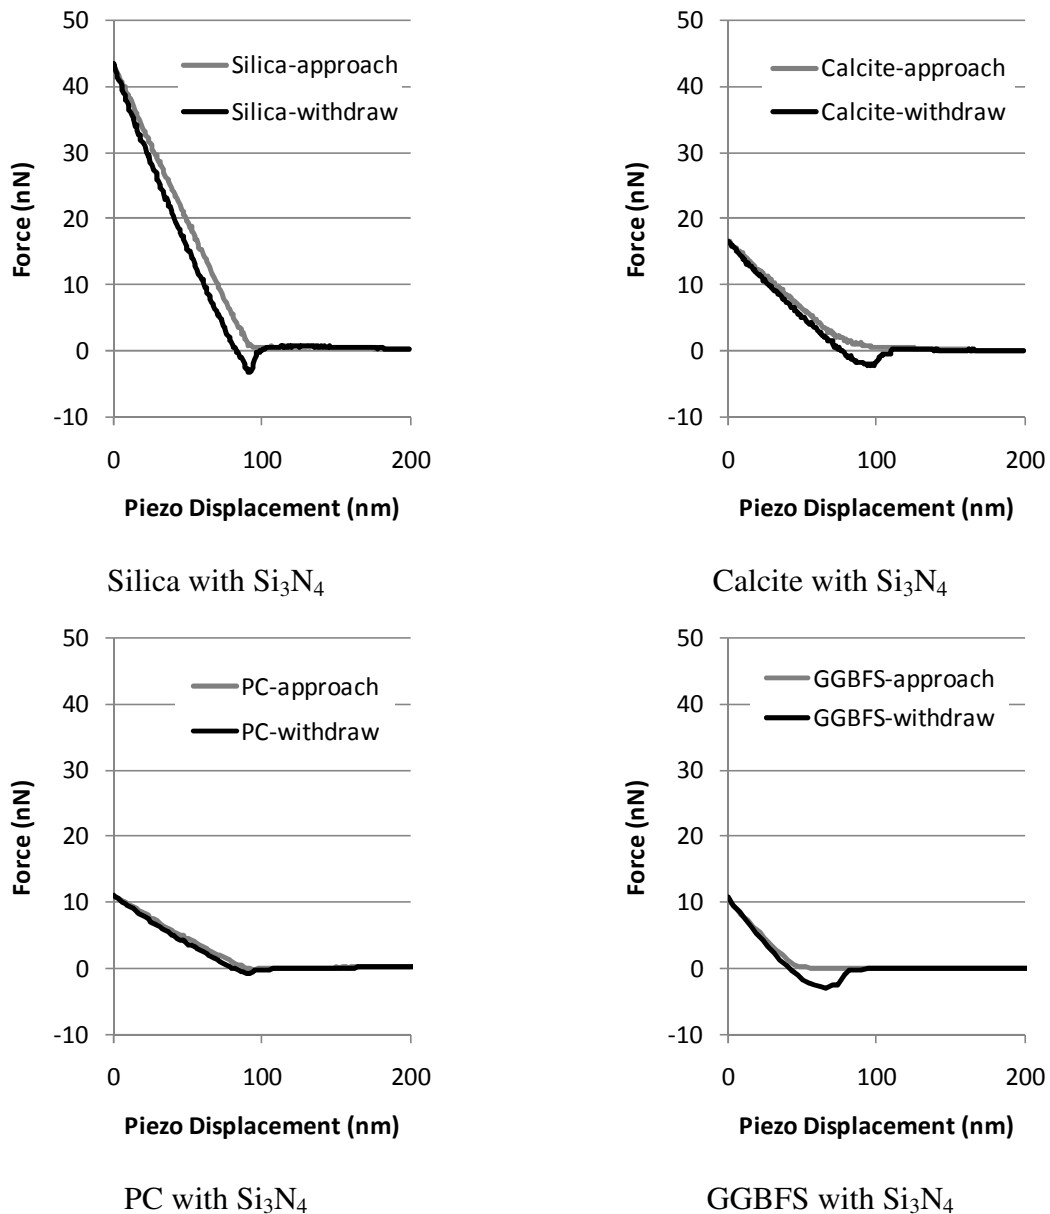 50
40
30
20
10
0
-10
Force (nN)
Silica-approach
Silica-withdraw
0 100 200
Piezo Displacement (nm)
Silica with Si₃N₄
50
40
30
20
10
0
-10
Force (nN)
Calcite-approach
Calcite-withdraw
0 100 200
Piezo Displacement (nm)
Calcite with Si₃N₄
50
40
30
20
10
0
-10
Force (nN)
PC-approach
PC-withdraw
0 100 200
Piezo Displacement (nm)
PC with Si₃N₄
50
40
30
20
10
0
-10
Force (nN)
GGBFS-approach
GGBFS-withdraw
0 100 200
Piezo Displacement (nm)
GGBFS with Si₃N₄